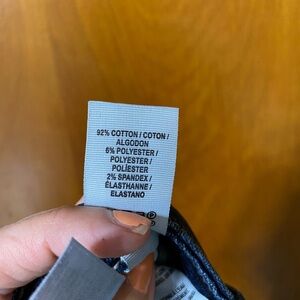 92% COTTON / COTON /
ALGODON
6% POLYESTER /
POLYESTER /
POLIÉSTER
2% SPANDEX /
ÉLASTHANNE /
ELASTANO